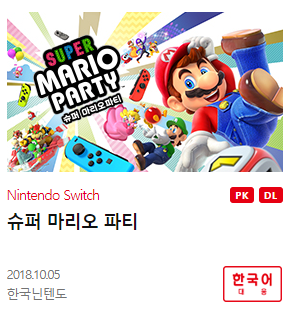 SUPER
MARIO
PARTY
슈퍼 마리오파티
Nintendo Switch
PK DL
슈퍼 마리오 파티
2018.10.05
한국닌텐도
한국어
대응